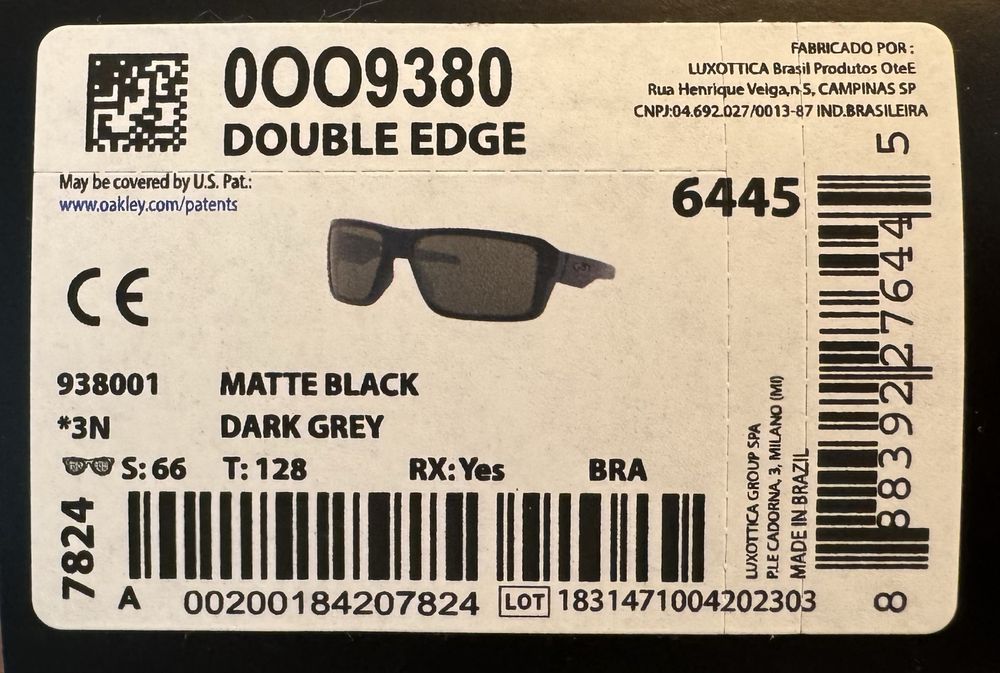 0OO9380
DOUBLE EDGE
FABRICADO POR :
LUXOTTICA Brasil Produtos OteE
Rua Henrique Veiga,n 5, CAMPINAS SP
CNPJ:04.692.027/0013-87 IND.BRASILEIRA
May be covered by U.S. Pat.:
www.oakley.com/patents
6445
CE
938001 MATTE BLACK
*3N DARK GREY
S: 66 T: 128 RX: Yes BRA
7824
A 00200184207824 LOT 1831471004202303
LUXOTTICA GROUP SPA
P.LE CADORNA, 3, MILANO (MI)
MADE IN BRAZIL
8 883922 27644 5